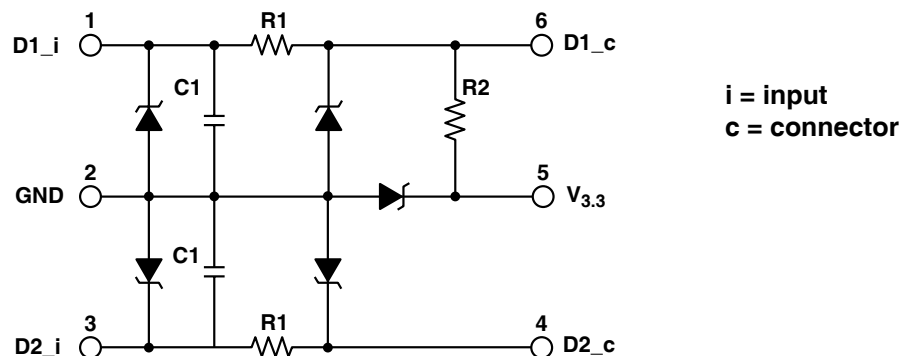 1 R1 6
D1_i D1_c
C1 R2
i = input
c = connector
2 5
GND V3.3
C1
3 R1 4
D2_i D2_c